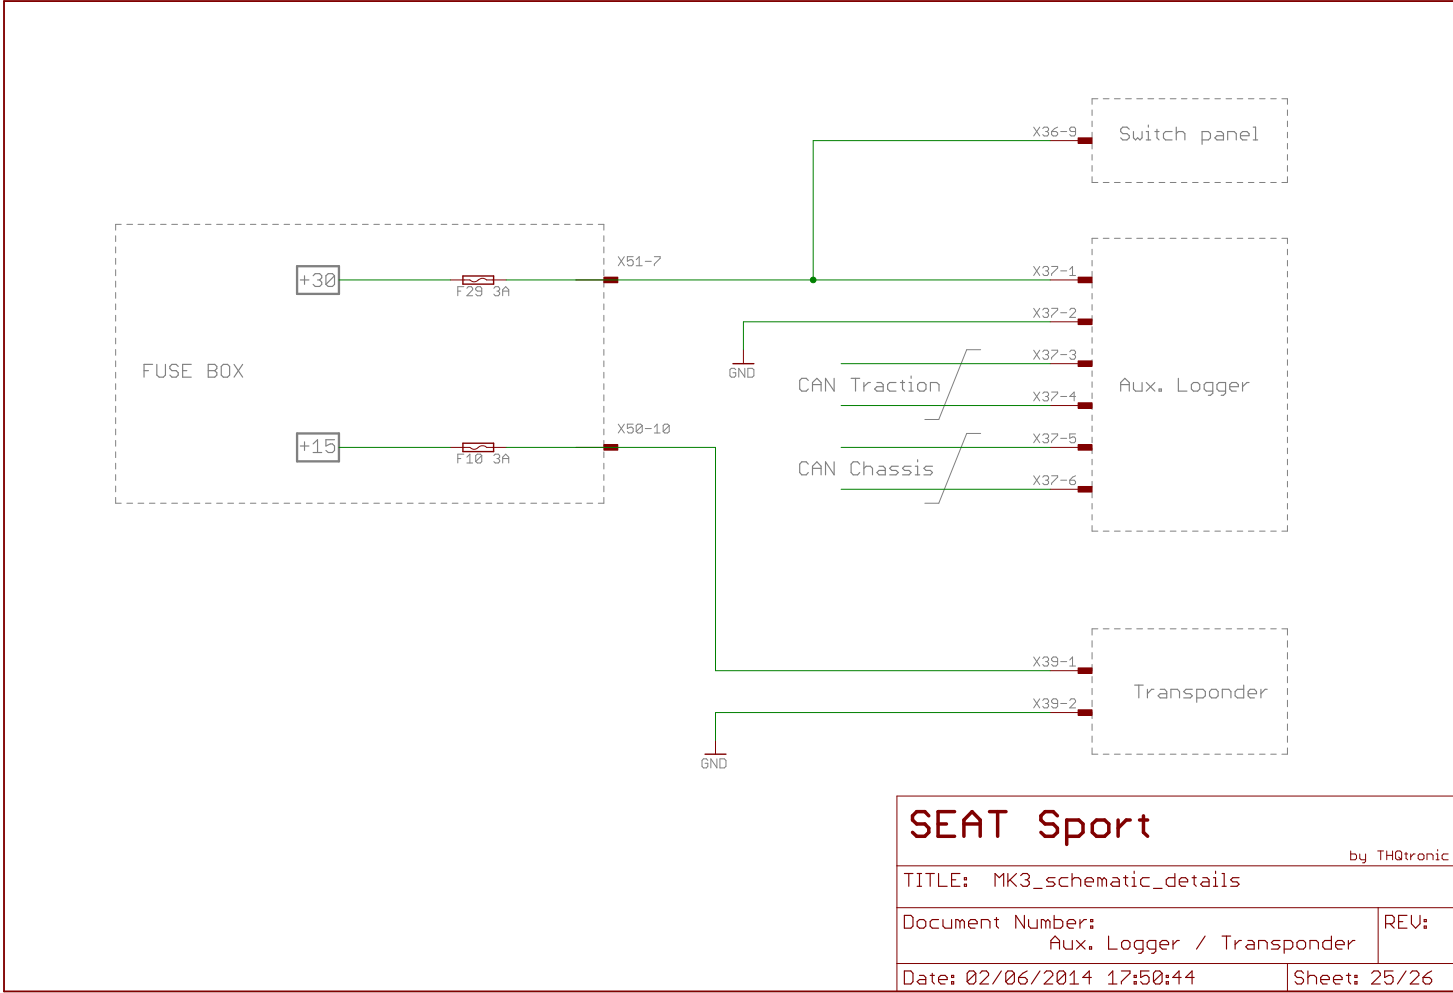 X36-9
Switch panel
X51-7
+30
F29 3A
X37-1
X37-2
GND
X37-3
CAN Traction
X37-4
Aux. Logger
FUSE BOX
X50-10
+15
F10 3A
X37-5
CAN Chassis
X37-6
X39-1
Transponder
X39-2
GND
SEAT Sport
by THQtronic
TITLE: MK3_schematic_details
Document Number:
REV:
Aux. Logger / Transponder
Date: 02/06/2014 17:50:44
Sheet: 25/26